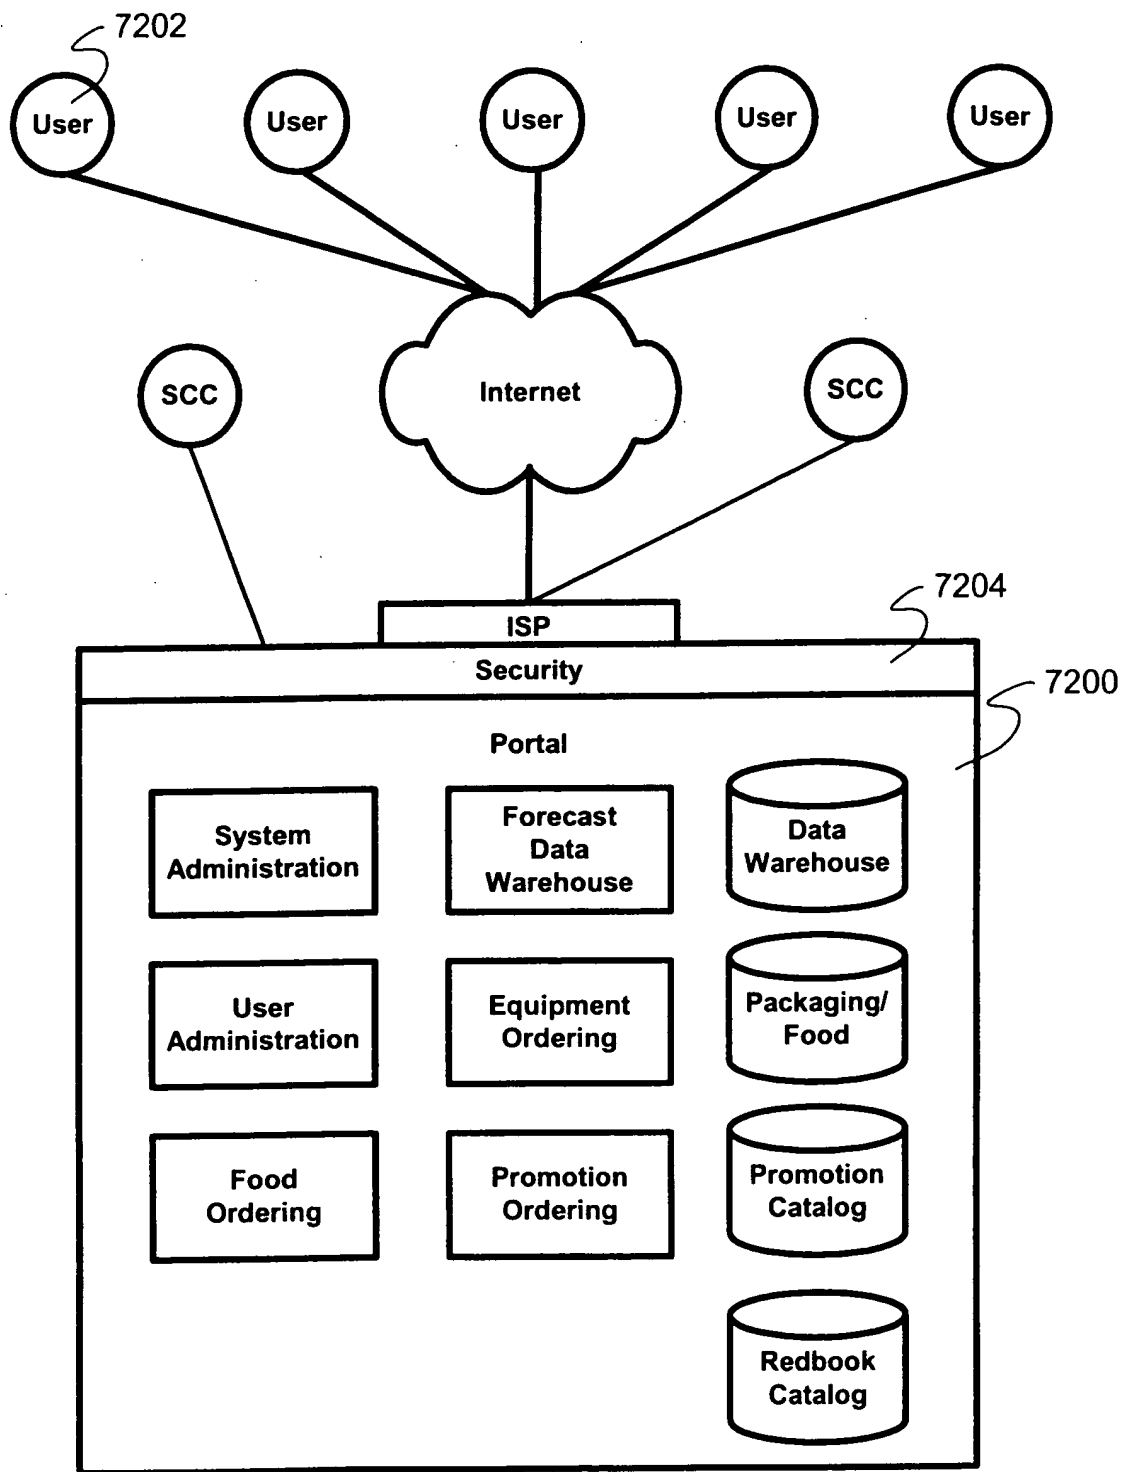 7202
User
User
User
User
User
SCC
Internet
SCC
ISP
7204
Security
7200
Portal
System
Administration
Forecast
Data
Warehouse
Data
Warehouse
User
Administration
Equipment
Ordering
Packaging/
Food
Food
Ordering
Promotion
Ordering
Promotion
Catalog
Redbook
Catalog